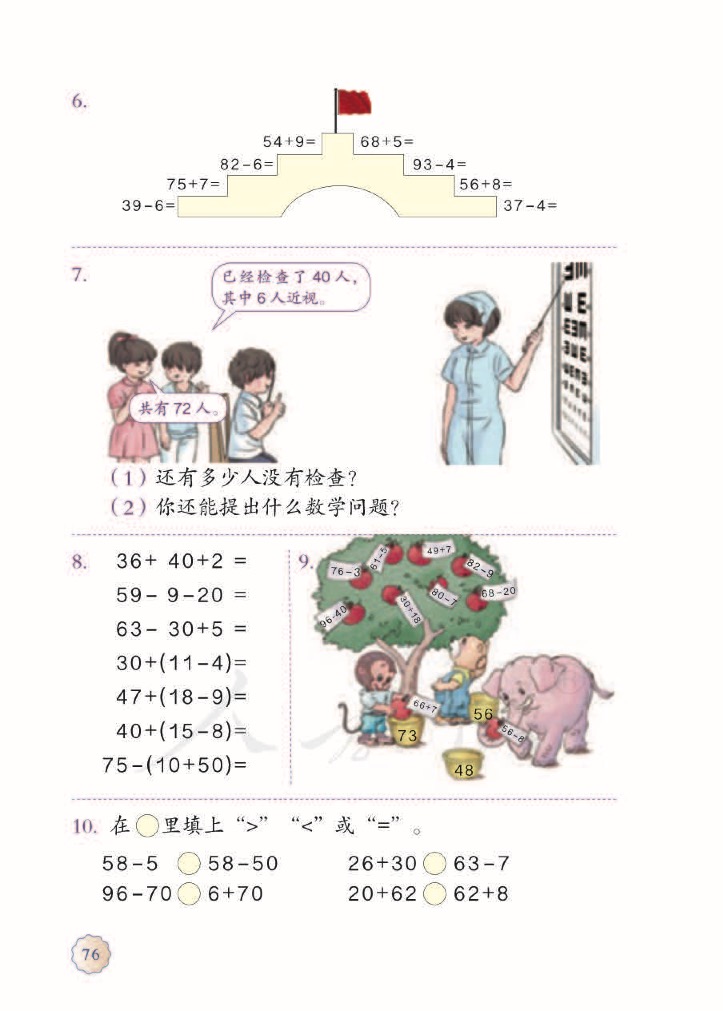 6.
54+9= 68+5=
82-6= 93-4=
75+7= 56+8=
39-6= 37-4=
7.
已经检查了 40 人，
其中 6 人近视。
共有 72 人。
（1）还有多少人没有检查？
（2）你还能提出什么数学问题？
8.
36+ 40+2 =
59- 9-20 =
63- 30+5 =
30+(11-4)=
47+(18-9)=
40+(15-8)=
75-(10+50)=
9.
61-5 49+7
76-3 82-9
96-40 30+18 80-7 68-20
66+7 56 56-8
73
48
10. 在○里填上“>”“<”或“=”。
58-5 ○ 58-50 26+30 ○ 63-7
96-70 ○ 6+70 20+62 ○ 62+8
76